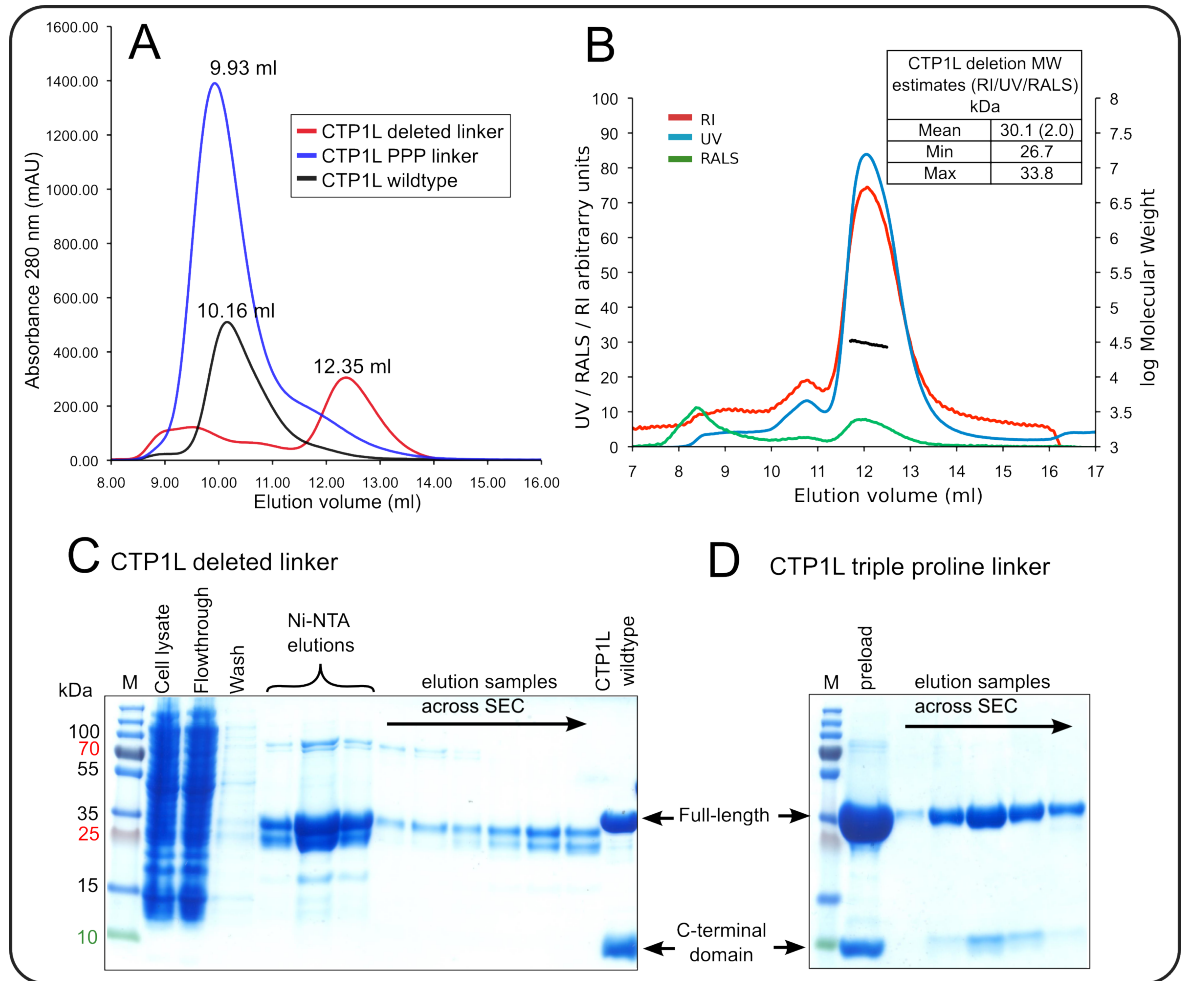 A
1600.00
1400.00
1200.00
1000.00
800.00
600.00
400.00
200.00
0.00
Absorbance 280 nm (mAU)
9.93 ml
10.16 ml
12.35 ml
CTP1L deleted linker
CTP1L PPP linker
CTP1L wildtype
8.00 9.00 10.00 11.00 12.00 13.00 14.00 15.00 16.00
Elution volume (ml)
B
CTP1L deletion MW
estimates (RI/UV/RALS)
kDa
Mean 30.1 (2.0)
Min 26.7
Max 33.8
RI
UV
RALS
100
90
80
70
60
50
40
30
20
10
0
UV / RALS / RI arbitrarry units
8
7.5
7
6.5
6
5.5
5
4.5
4
3.5
3
log Molecular Weight
7 8 9 10 11 12 13 14 15 16 17
Elution volume (ml)
C CTP1L deleted linker
kDa
M
Cell lysate
Flowthrough
Wash
Ni-NTA
elutions
elution samples
across SEC
CTP1L
wildtype
100
70
55
35
25
15
10
Full-length
C-terminal
domain
D CTP1L triple proline linker
M
preload
elution samples
across SEC